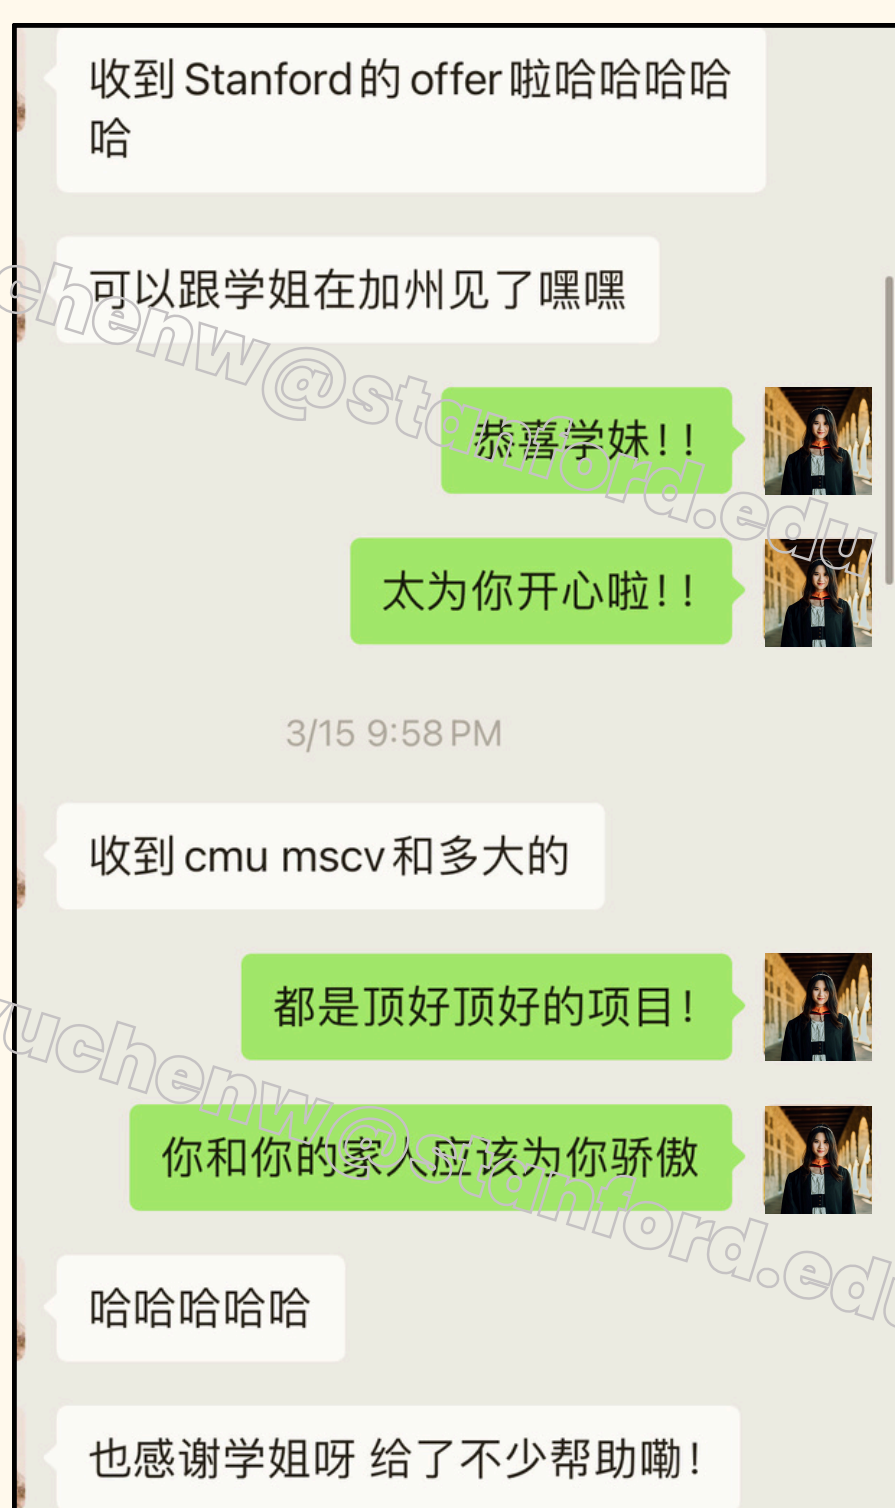 收到 Stanford的 offer啦哈哈哈哈
哈
可以跟学姐在加州见了嘿嘿
chenw@stanford.edu
恭喜学妹！！
太为你开心啦！！
3/15 9:58 PM
收到 cmu mscv和多大的
都是顶好顶好的项目！
uchenw@stanford.edu
你和你的家人应该为你骄傲
哈哈哈哈哈
也感谢学姐呀 给了不少帮助嘞！